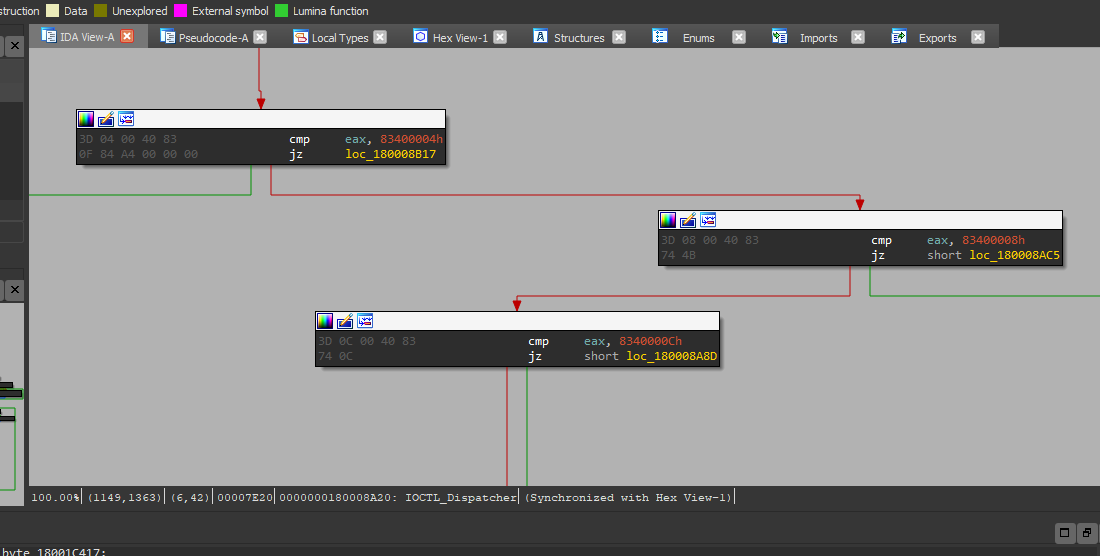 struction Data Unexplored External symbol Lumina function
IDA View-A Pseudocode-A Local Types Hex View-1 Structures Enums Imports Exports
3D 04 00 40 83 cmp eax, 83400004h
0F 84 A4 00 00 00 jz loc_180008B17
3D 08 00 40 83 cmp eax, 83400008h
74 4B jz short loc_180008AC5
3D 0C 00 40 83 cmp eax, 8340000Ch
74 0C jz short loc_180008A8D
100.00% (1149,1363) (6,42) 00007E20 0000000180008A20: IOCTL_Dispatcher (Synchronized with Hex View-1)
byte_18001C417;